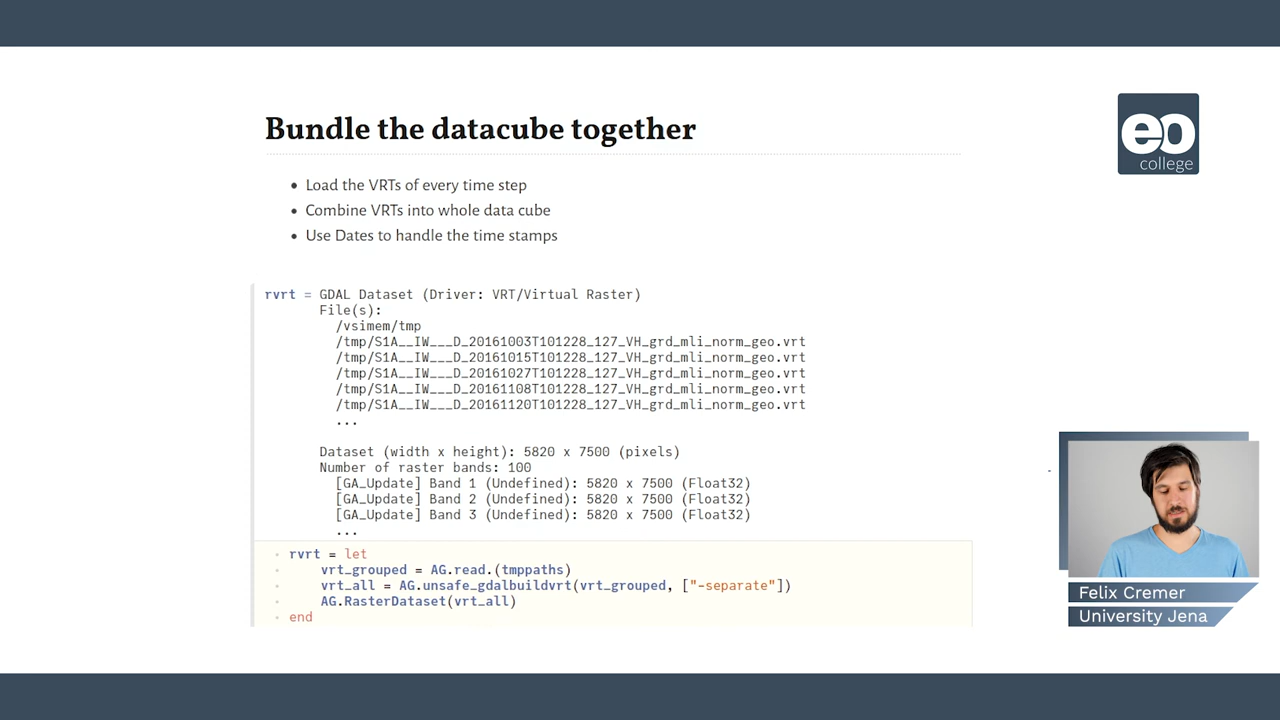 Bundle the datacube together
eo
college
• Load the VRTs of every time step
• Combine VRTs into whole data cube
• Use Dates to handle the time stamps
rvrt = GDAL Dataset (Driver: VRT/Virtual Raster)
File(s):
/vsimem/tmp
/tmp/S1A__IW___D_20161003T101228_127_VH_grd_mli_norm_geo.vrt
/tmp/S1A__IW___D_20161015T101228_127_VH_grd_mli_norm_geo.vrt
/tmp/S1A__IW___D_20161027T101228_127_VH_grd_mli_norm_geo.vrt
/tmp/S1A__IW___D_20161108T101228_127_VH_grd_mli_norm_geo.vrt
/tmp/S1A__IW___D_20161120T101228_127_VH_grd_mli_norm_geo.vrt
...
Dataset (width x height): 5820 x 7500 (pixels)
Number of raster bands: 100
[GA_Update] Band 1 (Undefined): 5820 x 7500 (Float32)
[GA_Update] Band 2 (Undefined): 5820 x 7500 (Float32)
[GA_Update] Band 3 (Undefined): 5820 x 7500 (Float32)
...
rvrt = let
vrt_grouped = AG.read.(tmppaths)
vrt_all = AG.unsafe_gdalbuildvrt(vrt_grouped, ["-separate"])
AG.RasterDataset(vrt_all)
end
Felix Cremer
University Jena